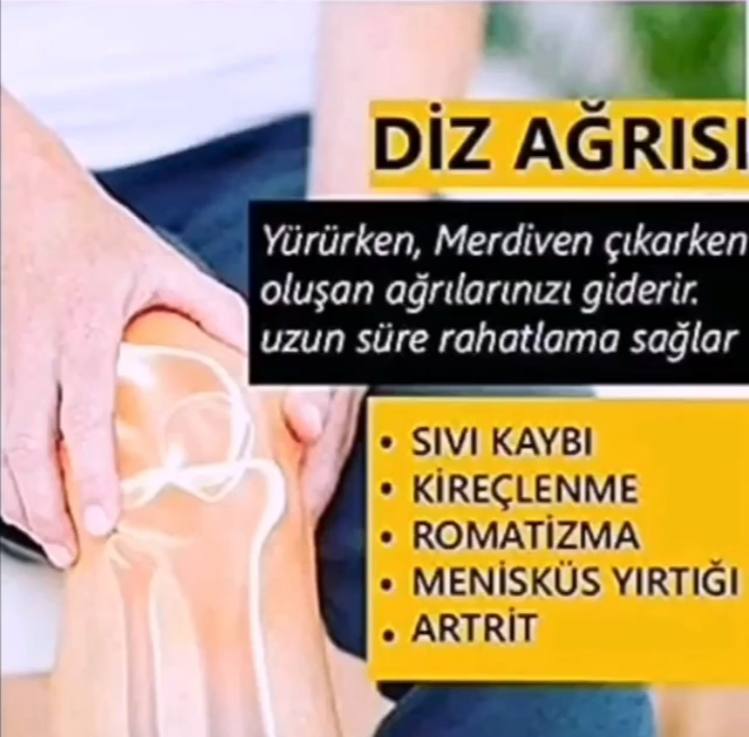 DİZ AĞRISI
Yürürken, Merdiven çıkarken
oluşan ağrılarınızı giderir.
uzun süre rahatlama sağlar
• SIVI KAYBI
• KİREÇLENME
• ROMATİZMA
• MENİSKÜS YIRTIĞI
• ARTRİT